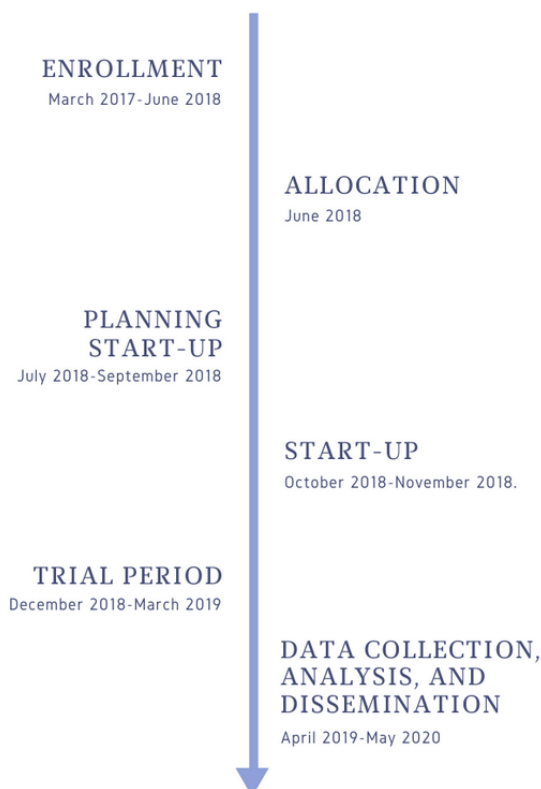 ENROLLMENT
March 2017-June 2018
ALLOCATION
June 2018
PLANNING
START-UP
July 2018-September 2018
START-UP
October 2018-November 2018.
TRIAL PERIOD
December 2018-March 2019
DATA COLLECTION,
ANALYSIS, AND
DISSEMINATION
April 2019-May 2020